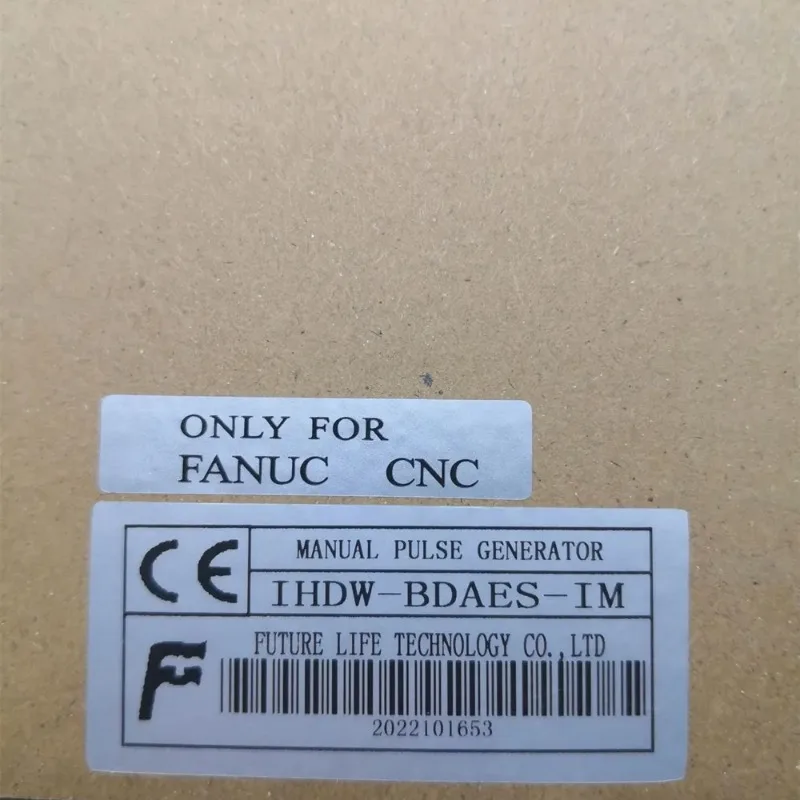 ONLY FOR
FANUC CNC
CE
MANUAL PULSE GENERATOR
IHDW-BDAES-IM
F
FUTURE LIFE TECHNOLOGY CO.,LTD
2022101653